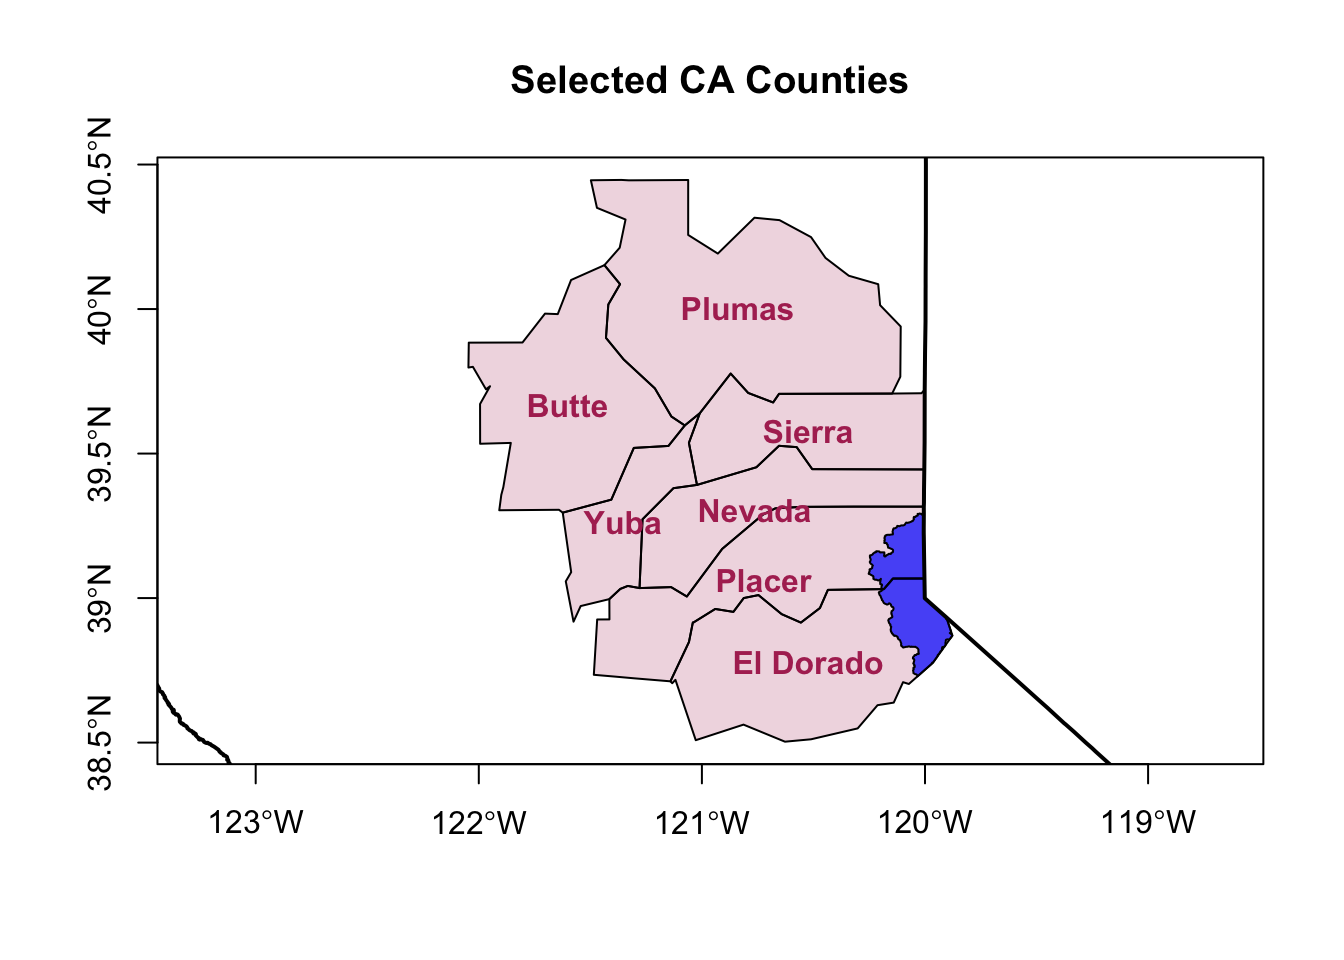 Selected CA Counties
40.5°N
40°N
39.5°N
39°N
38.5°N
Plumas
Butte
Sierra
Nevada
Yuba
Placer
El Dorado
123°W
122°W
121°W
120°W
119°W